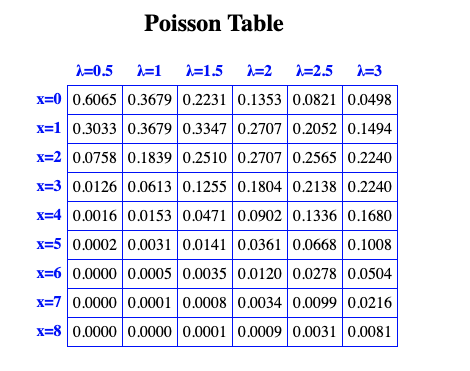 Poisson Table
λ=0.5 λ=1 λ=1.5 λ=2 λ=2.5 λ=3
x=0 0.6065 0.3679 0.2231 0.1353 0.0821 0.0498
x=1 0.3033 0.3679 0.3347 0.2707 0.2052 0.1494
x=2 0.0758 0.1839 0.2510 0.2707 0.2565 0.2240
x=3 0.0126 0.0613 0.1255 0.1804 0.2138 0.2240
x=4 0.0016 0.0153 0.0471 0.0902 0.1336 0.1680
x=5 0.0002 0.0031 0.0141 0.0361 0.0668 0.1008
x=6 0.0000 0.0005 0.0035 0.0120 0.0278 0.0504
x=7 0.0000 0.0001 0.0008 0.0034 0.0099 0.0216
x=8 0.0000 0.0000 0.0001 0.0009 0.0031 0.0081